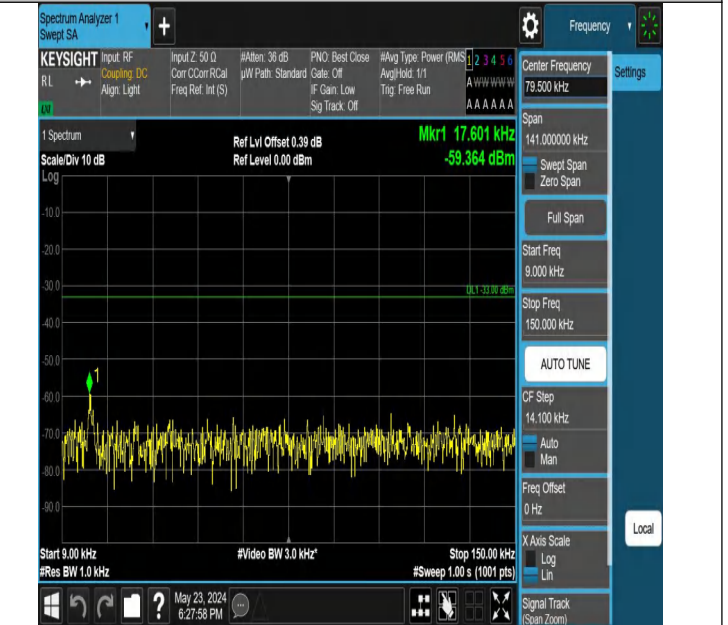 Spectrum Analyzer 1
Swept SA
+
Frequency
KEYSIGHT
RL
Input: RF
Coupling: DC
Align: Light
Input Z: 50 Ω
Corr CCorr RCal
Freq Ref: Int (S)
#Atten: 36 dB
µW Path: Standard
PNO: Best Close
Gate: Off
IF Gain: Low
Sig Track: Off
#Avg Type: Power (RMS
Avg|Hold: 1/1
Trig: Free Run
1 2 3 4 5 6
A W W W W W
A A A A A A
1 Spectrum
Scale/Div 10 dB
Log
Ref Lvl Offset 0.39 dB
Ref Level 0.00 dBm
Mkr1 17.601 kHz
-59.364 dBm
-10.0
-20.0
-30.0
DL1 -33.00 dBm
-40.0
-50.0
1
-60.0
-70.0
-80.0
-90.0
Start 9.00 kHz
#Res BW 1.0 kHz
#Video BW 3.0 kHz*
Stop 150.00 kHz
#Sweep 1.00 s (1001 pts)
?
May 23, 2024
6:27:58 PM
Center Frequency
79.500 kHz
Settings
Span
141.000000 kHz
Swept Span
Zero Span
Full Span
Start Freq
9.000 kHz
Stop Freq
150.000 kHz
AUTO TUNE
CF Step
14.100 kHz
Auto
Man
Freq Offset
0 Hz
X Axis Scale
Log
Lin
Local
Signal Track
(Span Zoom)